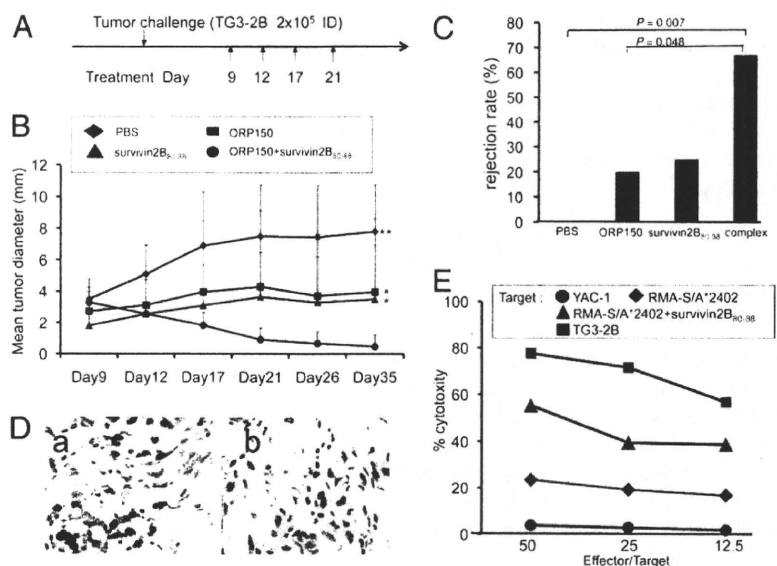 A
Tumor challenge (TG3-2B 2x10⁵ ID)
Treatment Day 9 12 17 21
B
PBS
ORP150
survivin2B80-88
ORP150+survivin2B80-88
Mean tumor diameter (mm)
12
10
8
6
4
2
0
**
*
*
Day9 Day12 Day17 Day21 Day26 Day35
C
P = 0.007
P = 0.048
rejection rate (%)
80
70
60
50
40
30
20
10
0
PBS ORP150 survivin2B80-88 complex
D
a b
E
Target : YAC-1 RMA-S/A*2402
RMA-S/A*2402+survivin2B80-88
TG3-2B
% cytotoxity
100
80
60
40
20
0
50 25 12.5
Effector/Target